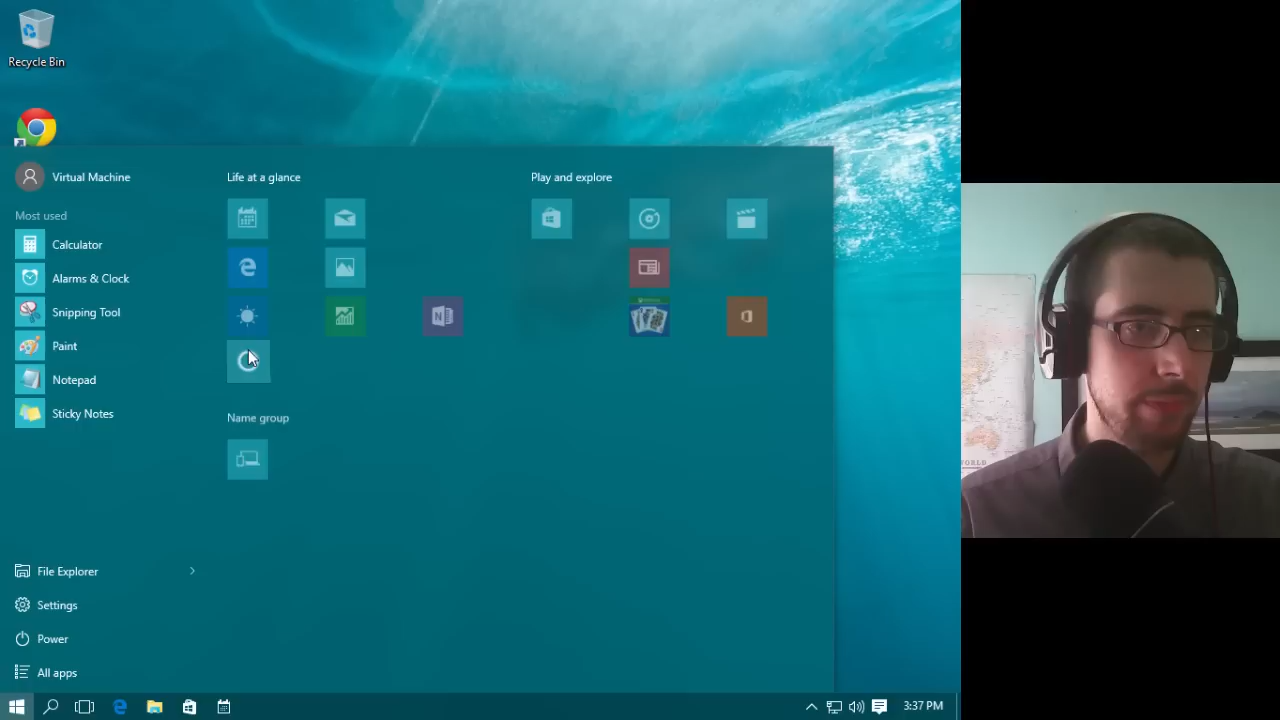 Recycle Bin
Virtual Machine
Most used
Calculator
Alarms & Clock
Snipping Tool
Paint
Notepad
Sticky Notes
File Explorer
Settings
Power
All apps
Life at a glance
Name group
Play and explore
3:37 PM